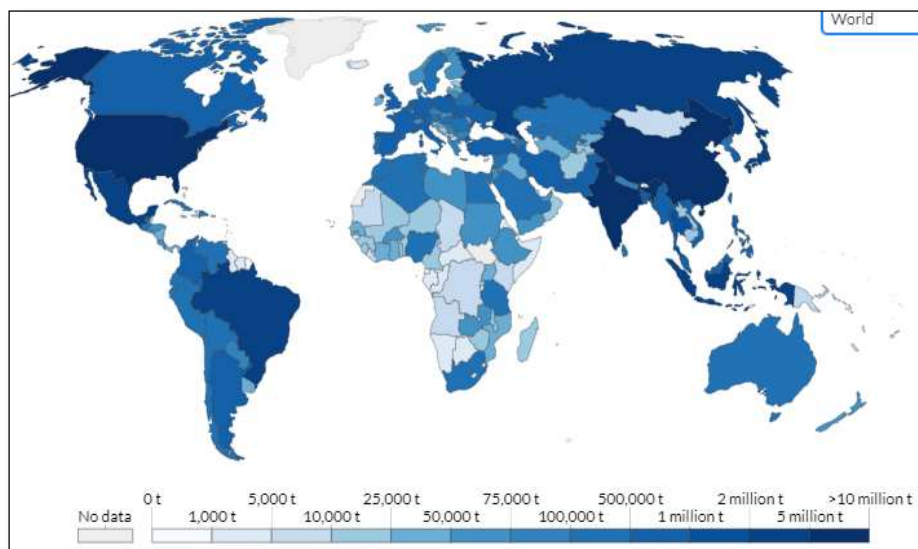 World
0 t 5,000 t 25,000 t 75,000 t 500,000 t 2 million t >10 million t
No data 1,000 t 10,000 t 50,000 t 100,000 t 1 million t 5 million t